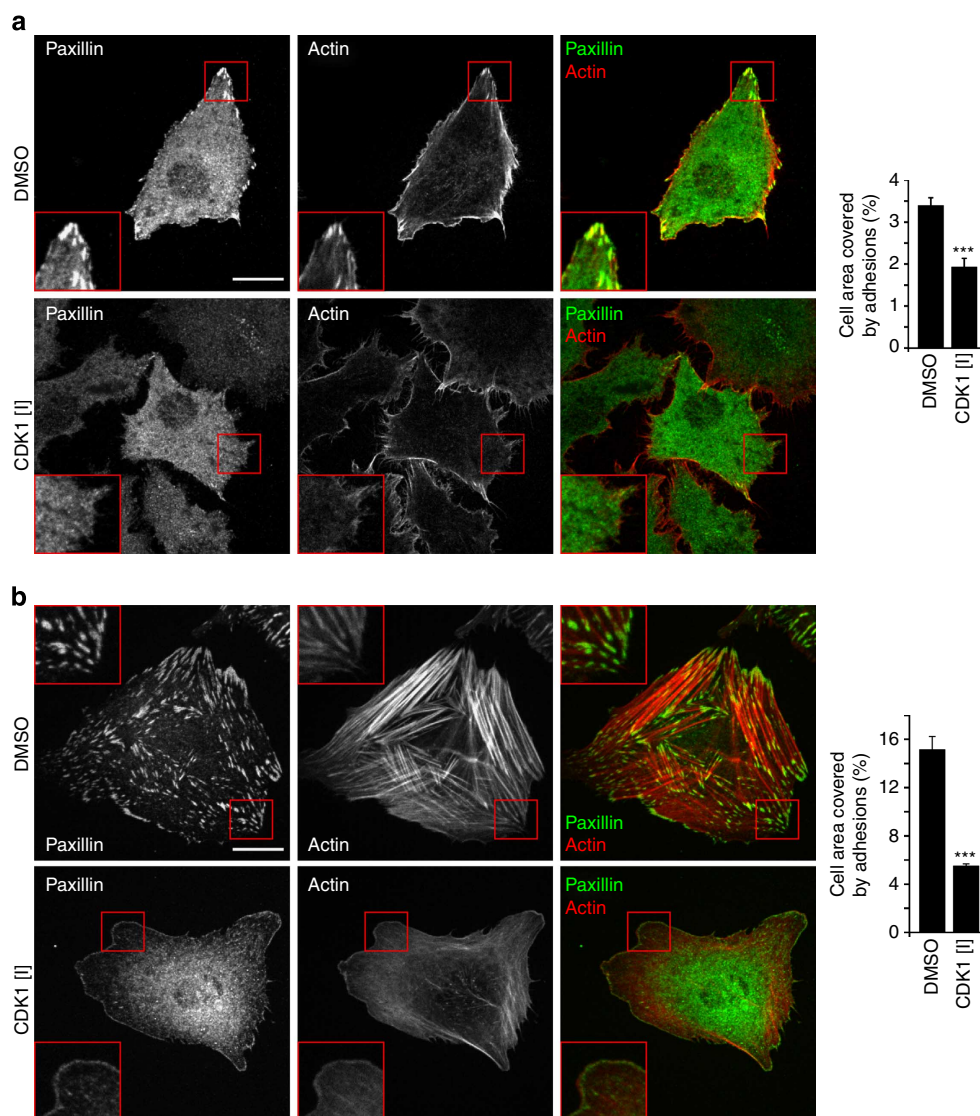 a
Paxillin
Actin
Paxillin
Actin
DMSO
Paxillin
Actin
Paxillin
Actin
CDK1 [I]
Cell area covered
by adhesions (%)
4
3
2
1
0
***
DMSO
CDK1 [I]
b
DMSO
Paxillin
Actin
Paxillin
Actin
Paxillin
Actin
Paxillin
Actin
CDK1 [I]
Cell area covered
by adhesions (%)
16
12
8
4
0
***
DMSO
CDK1 [I]